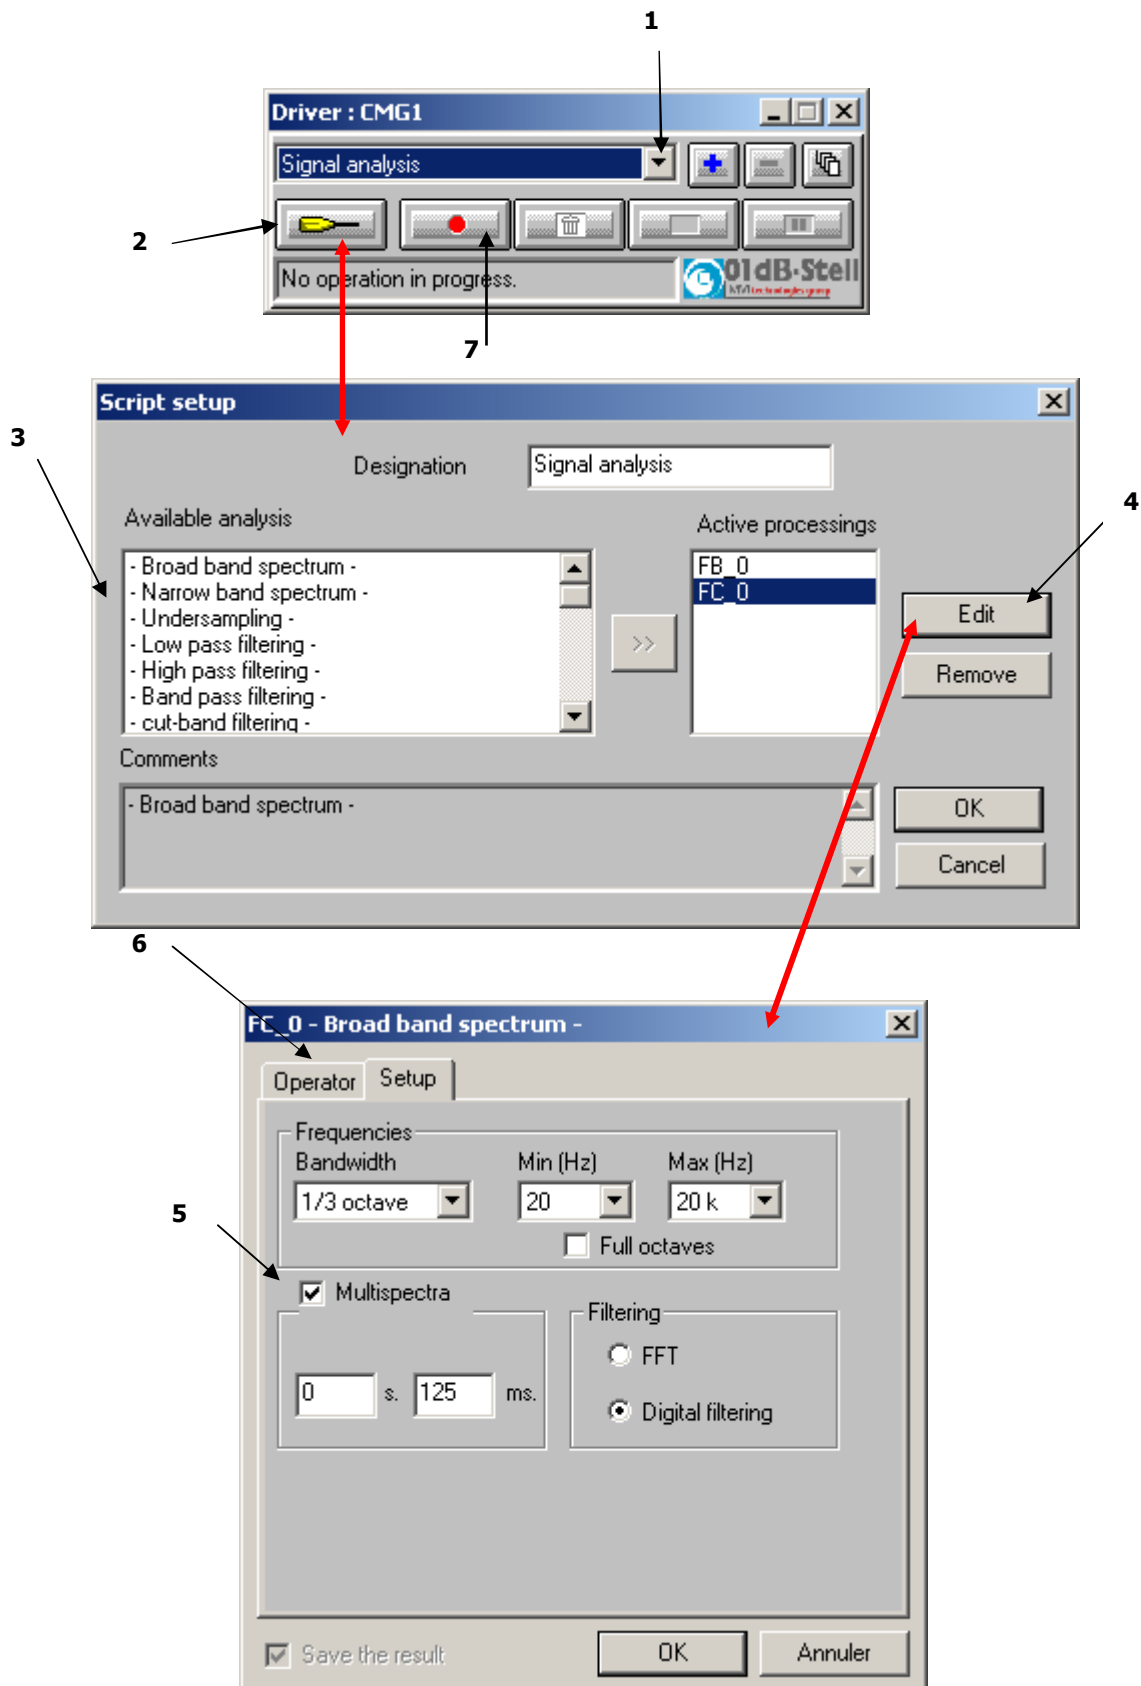 1
Driver : CMG1
Signal analysis
2
No operation in progress.
01dB-Stell
MVI technologies group
7
Script setup
3
Designation
Signal analysis
4
Available analysis
Active processings
- Broad band spectrum -
- Narrow band spectrum -
- Undersampling -
- Low pass filtering -
- High pass filtering -
- Band pass filtering -
- cut-band filtering -
>>
FB_0
FC_0
Edit
Remove
Comments
- Broad band spectrum -
OK
Cancel
6
FC_0 - Broad band spectrum -
Operator
Setup
Frequencies
Bandwidth
Min (Hz)
Max (Hz)
1/3 octave
20
20 k
Full octaves
5
Multispectra
0 s. 125 ms.
Filtering
FFT
Digital filtering
Save the result
OK
Annuler